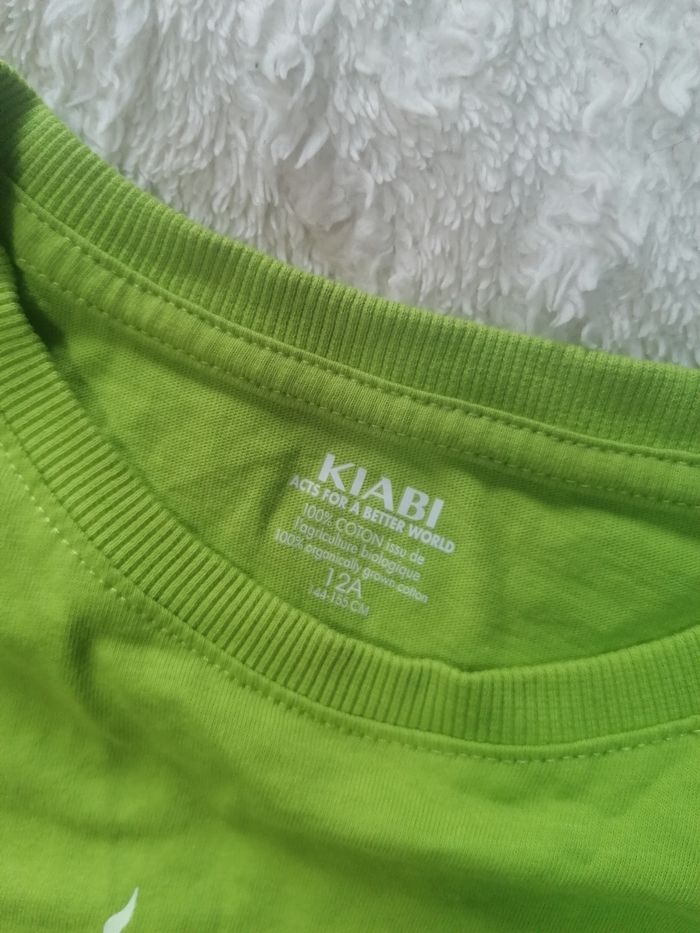 KIABI
ACTS FOR A BETTER WORLD
100% COTON issu de
l'agriculture biologique
100% organically grown cotton
12A
144-155 CM